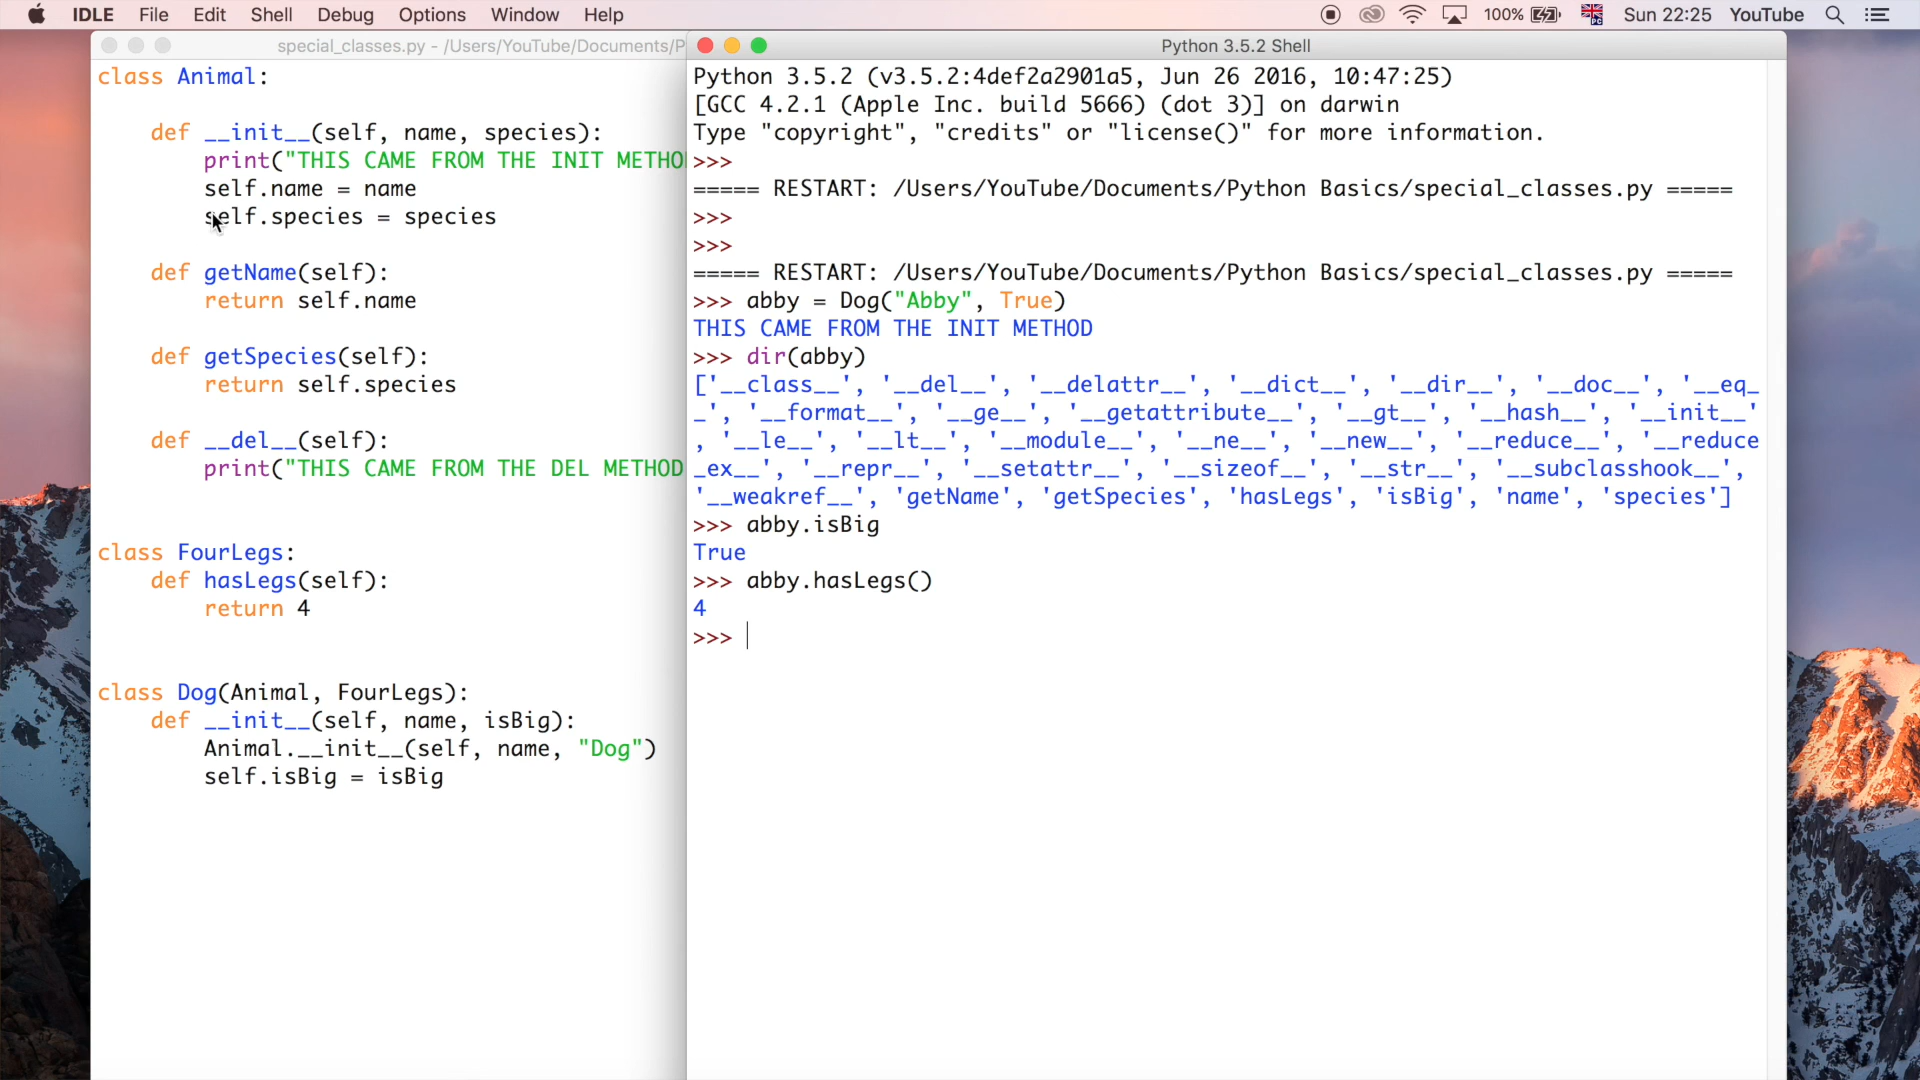 IDLE File Edit Shell Debug Options Window Help 100% Sun 22:25 YouTube
special_classes.py - /Users/YouTube/Documents/P
class Animal:
def __init__(self, name, species):
print("THIS CAME FROM THE INIT METHO
self.name = name
self.species = species
def getName(self):
return self.name
def getSpecies(self):
return self.species
def __del__(self):
print("THIS CAME FROM THE DEL METHOD
class FourLegs:
def hasLegs(self):
return 4
class Dog(Animal, FourLegs):
def __init__(self, name, isBig):
Animal.__init__(self, name, "Dog")
self.isBig = isBig
Python 3.5.2 Shell
Python 3.5.2 (v3.5.2:4def2a2901a5, Jun 26 2016, 10:47:25)
[GCC 4.2.1 (Apple Inc. build 5666) (dot 3)] on darwin
Type "copyright", "credits" or "license()" for more information.
>>>
===== RESTART: /Users/YouTube/Documents/Python Basics/special_classes.py =====
>>>
>>>
===== RESTART: /Users/YouTube/Documents/Python Basics/special_classes.py =====
>>> abby = Dog("Abby", True)
THIS CAME FROM THE INIT METHOD
>>> dir(abby)
['__class__', '__del__', '__delattr__', '__dict__', '__dir__', '__doc__', '__eq_
_', '__format__', '__ge__', '__getattribute__', '__gt__', '__hash__', '__init__'
, '__le__', '__lt__', '__module__', '__ne__', '__new__', '__reduce__', '__reduce
_ex__', '__repr__', '__setattr__', '__sizeof__', '__str__', '__subclasshook__',
'__weakref__', 'getName', 'getSpecies', 'hasLegs', 'isBig', 'name', 'species']
>>> abby.isBig
True
>>> abby.hasLegs()
4
>>>